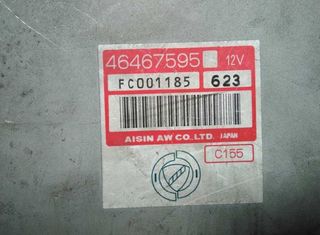 46467595 12V
FC001185 623
AISIN AW CO., LTD. JAPAN
C155